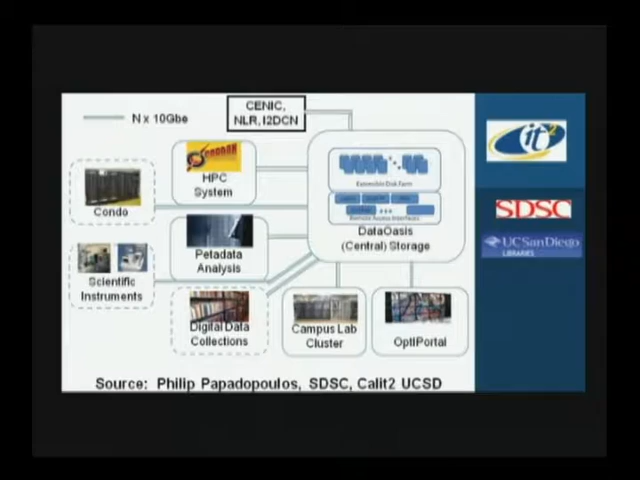 CENIC,
NLR, I2DCN
N x 10Gbe
HPC
System
Condo
DataOasis
(Central) Storage
Petadata
Analysis
Scientific
Instruments
Digital Data
Collections
Campus Lab
Cluster
OptIPortal
Source: Philip Papadopoulos, SDSC, Calit2 UCSD
it2
SDSC
UCSanDiego
LIBRARIES